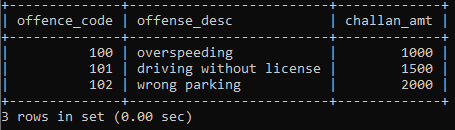 +--------------+-------------------------+-------------+
| offence_code | offense_desc            | challan_amt |
+--------------+-------------------------+-------------+
|          100 | overspeeding            |        1000 |
|          101 | driving without license |        1500 |
|          102 | wrong parking           |        2000 |
+--------------+-------------------------+-------------+
3 rows in set (0.00 sec)